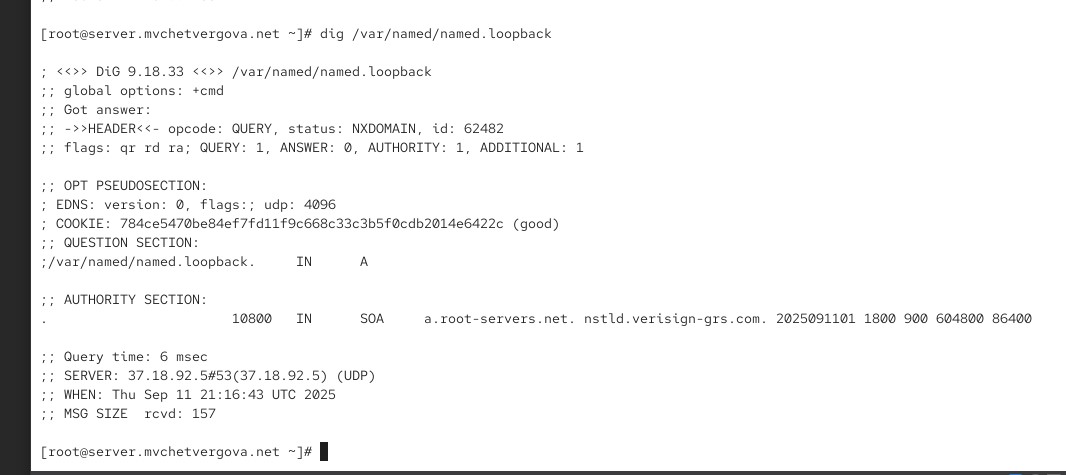 [root@server.mvchetvergova.net ~]# dig /var/named/named.loopback
; <<>> DiG 9.18.33 <<>> /var/named/named.loopback
;; global options: +cmd
;; Got answer:
;; ->>HEADER<<- opcode: QUERY, status: NXDOMAIN, id: 62482
;; flags: qr rd ra; QUERY: 1, ANSWER: 0, AUTHORITY: 1, ADDITIONAL: 1
;; OPT PSEUDOSECTION:
; EDNS: version: 0, flags:; udp: 4096
; COOKIE: 784ce5470be84ef7fd11f9c668c33c3b5f0cdb2014e6422c (good)
;; QUESTION SECTION:
;/var/named/named.loopback. IN A
;; AUTHORITY SECTION:
. 10800 IN SOA a.root-servers.net. nstld.verisign-grs.com. 2025091101 1800 900 604800 86400
;; Query time: 6 msec
;; SERVER: 37.18.92.5#53(37.18.92.5) (UDP)
;; WHEN: Thu Sep 11 21:16:43 UTC 2025
;; MSG SIZE rcvd: 157
[root@server.mvchetvergova.net ~]#